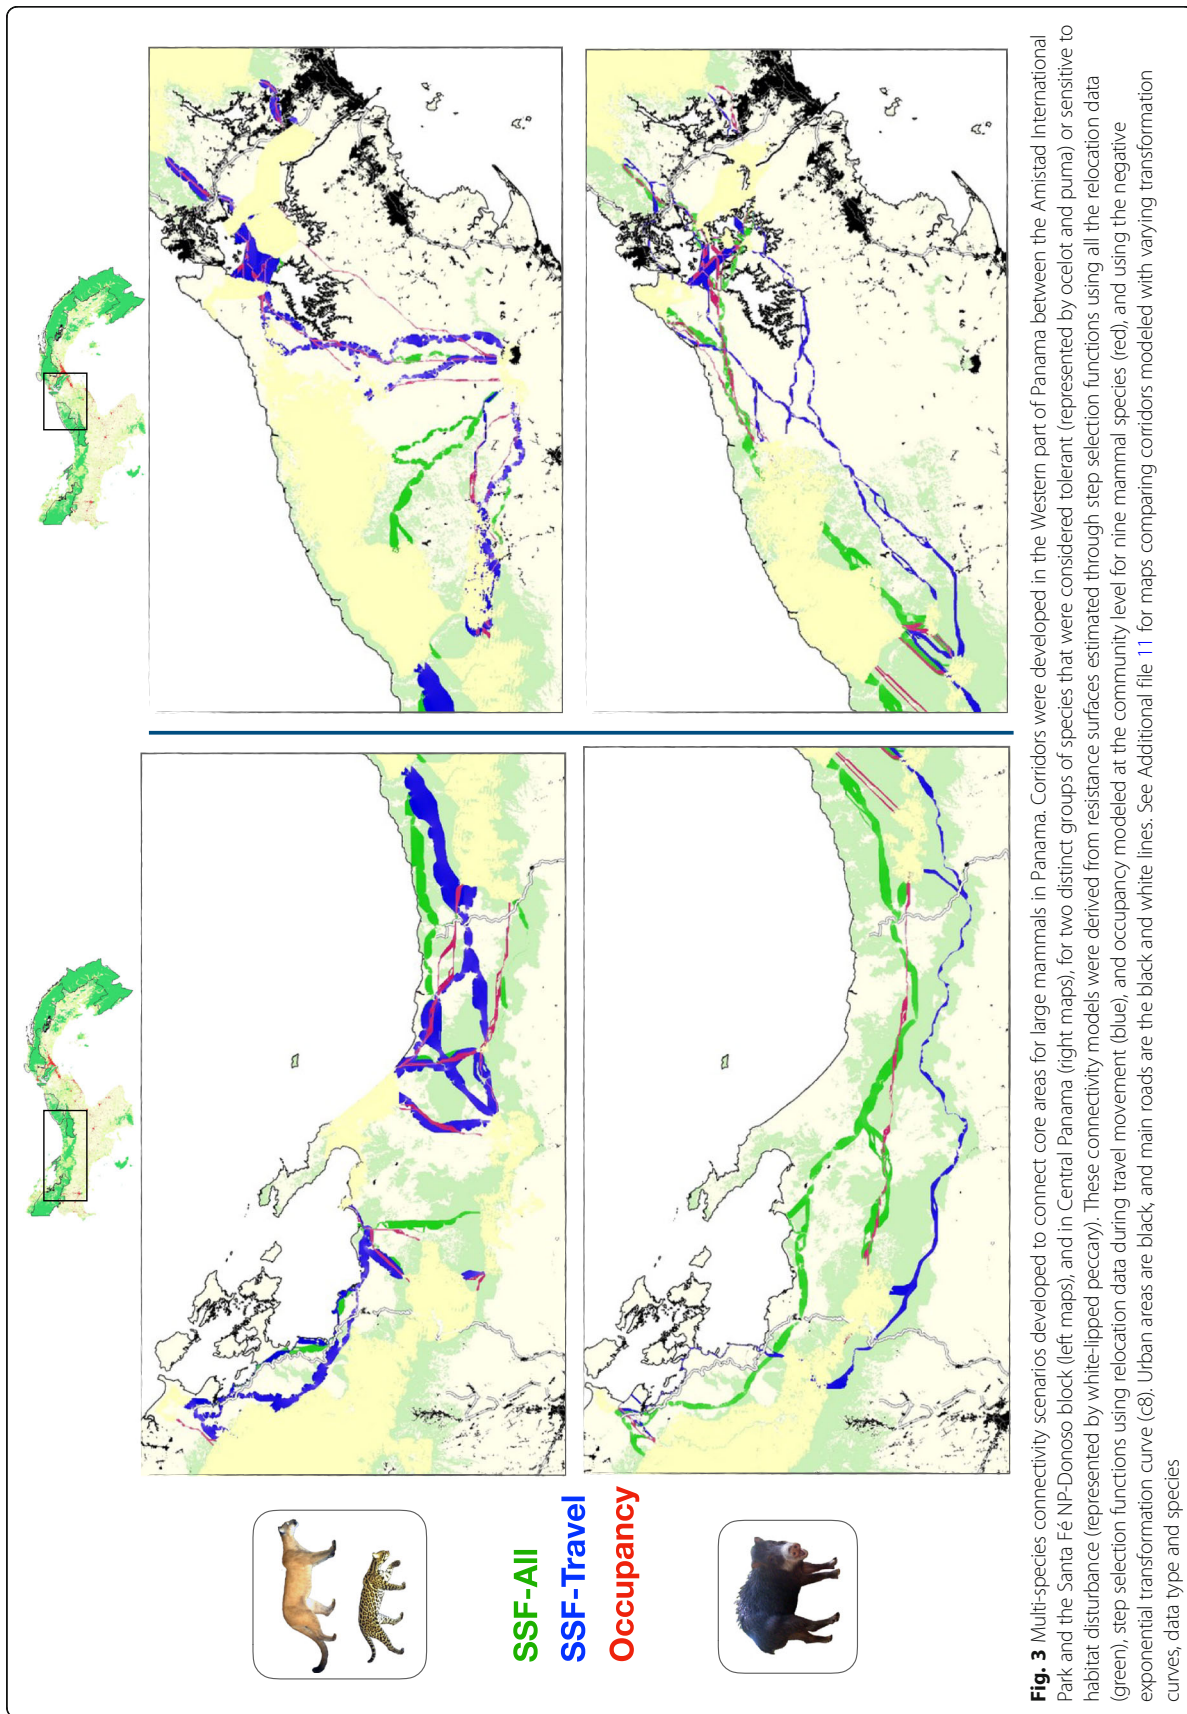 SSF-All
SSF-Travel
Occupancy
Fig. 3 Multi-species connectivity scenarios developed to connect core areas for large mammals in Panama. Corridors were developed in the Western part of Panama between the Amistad International
Park and the Santa Fé NP-Donoso block (left maps), and in Central Panama (right maps), for two distinct groups of species that were considered tolerant (represented by ocelot and puma) or sensitive to
habitat disturbance (represented by white-lipped peccary). These connectivity models were derived from resistance surfaces estimated through step selection functions using all the relocation data
(green), step selection functions using relocation data during travel movement (blue), and occupancy modeled at the community level for nine mammal species (red), and using the negative
exponential transformation curve (c8). Urban areas are black, and main roads are the black and white lines. See Additional file 11 for maps comparing corridors modeled with varying transformation
curves, data type and species